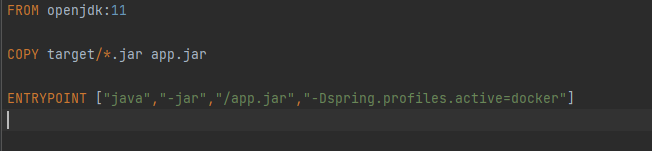 FROM openjdk:11
COPY target/*.jar app.jar
ENTRYPOINT ["java","-jar","/app.jar","-Dspring.profiles.active=docker"]